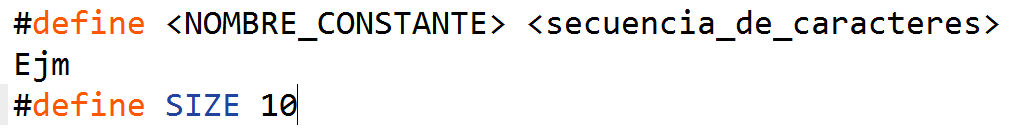 #define <NOMBRE_CONSTANTE> <secuencia_de_caracteres>
Ejm
#define SIZE 10